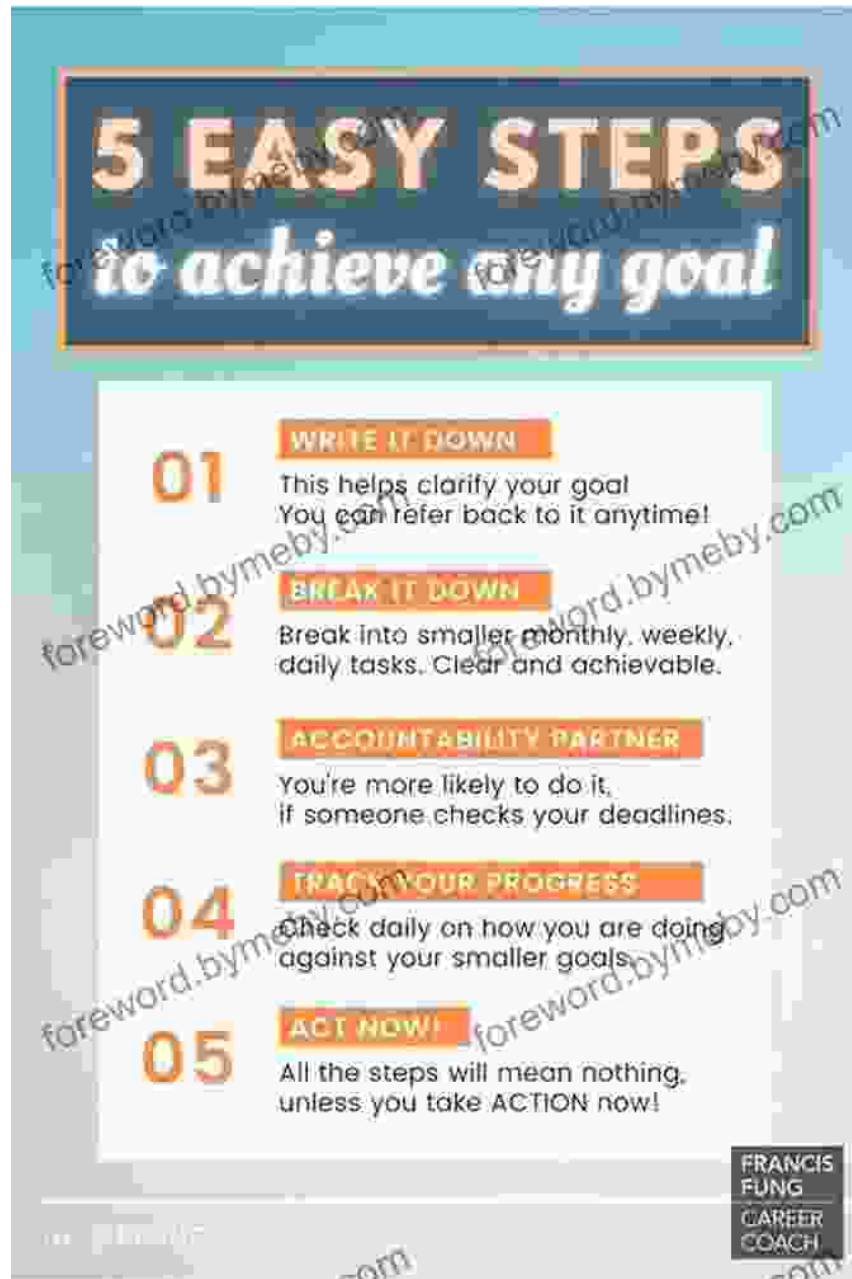 5 EASY STEPS
to achieve any goal
01
WRITE IT DOWN
This helps clarify your goal
You can refer back to it anytime!
02
BREAK IT DOWN
Break into smaller monthly, weekly,
daily tasks. Clear and achievable.
03
ACCOUNTABILITY PARTNER
You're more likely to do it,
if someone checks your deadlines.
04
TRACK YOUR PROGRESS
Check daily on how you are doing
against your smaller goals.
05
ACT NOW!
All the steps will mean nothing,
unless you take ACTION now!
FRANCIS
FUNG
CAREER
COACH
foreword.bymeby.com
foreword.bymeby.com
foreword.bymeby.com
foreword.bymeby.com
foreword.bymeby.com
foreword.bymeby.com